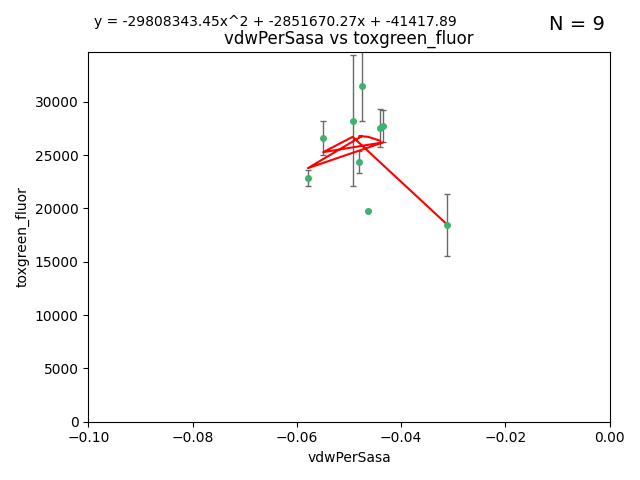 y = -29808343.45x^2 + -2851670.27x + -41417.89
N = 9
vdwPerSasa vs toxgreen_fluor
30000
25000
20000
15000
10000
5000
0
toxgreen_fluor
−0.10
−0.08
−0.06
−0.04
−0.02
0.00
vdwPerSasa